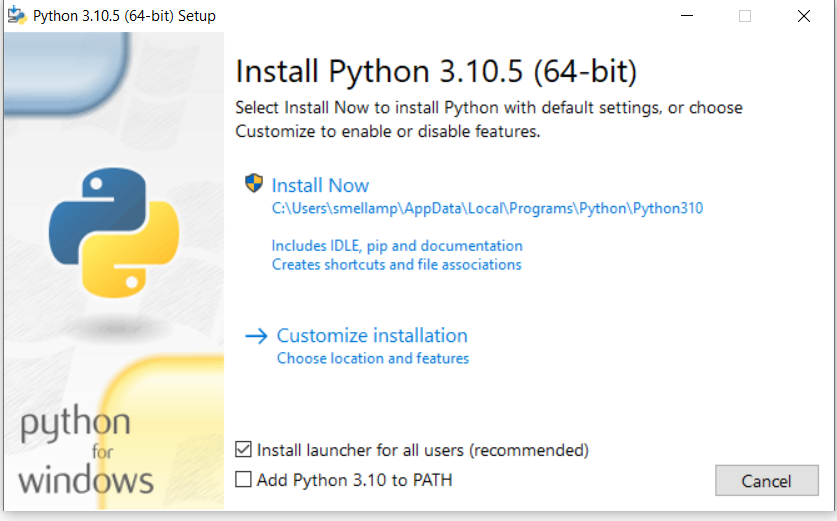 Python 3.10.5 (64-bit) Setup
Install Python 3.10.5 (64-bit)
Select Install Now to install Python with default settings, or choose
Customize to enable or disable features.
Install Now
C:\Users\smellamp\AppData\Local\Programs\Python\Python310
Includes IDLE, pip and documentation
Creates shortcuts and file associations
Customize installation
Choose location and features
python
for
windows
Install launcher for all users (recommended)
Add Python 3.10 to PATH
Cancel